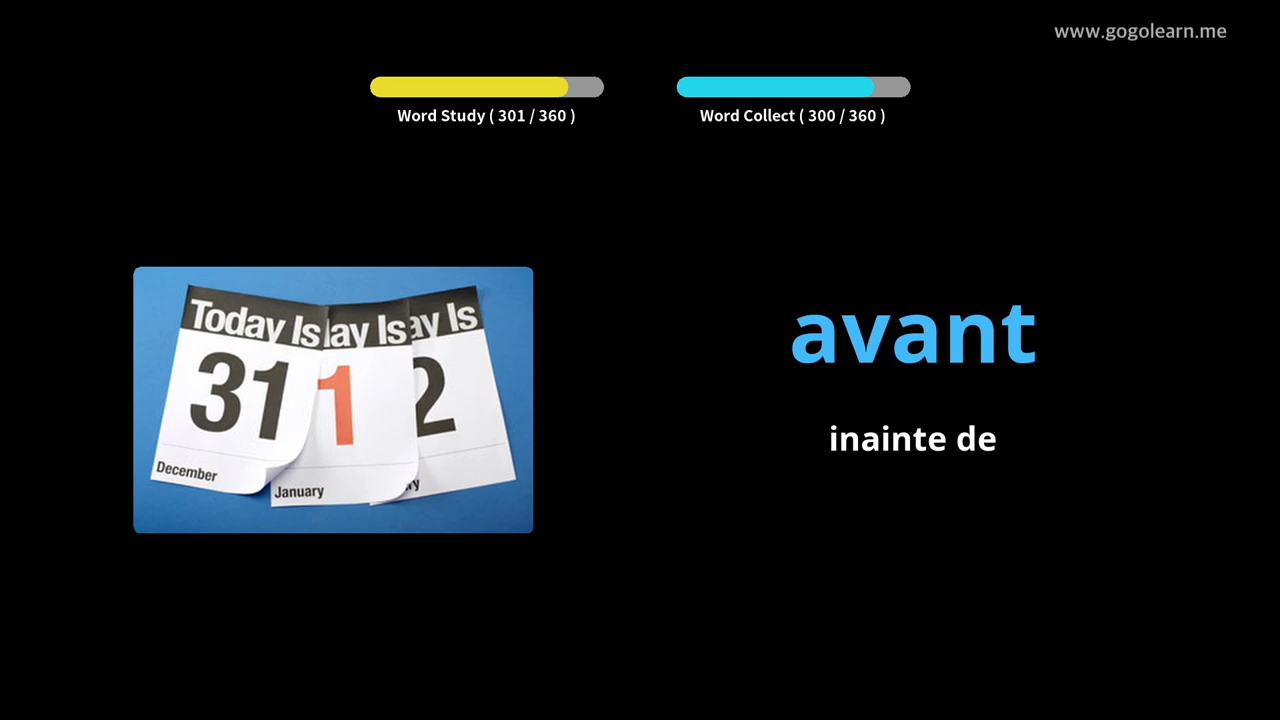 www.gogolearn.me
Word Study ( 301 / 360 )
Word Collect ( 300 / 360 )
Today Is
31
December
ay Is
1
January
ay Is
2
ry
avant
inainte de